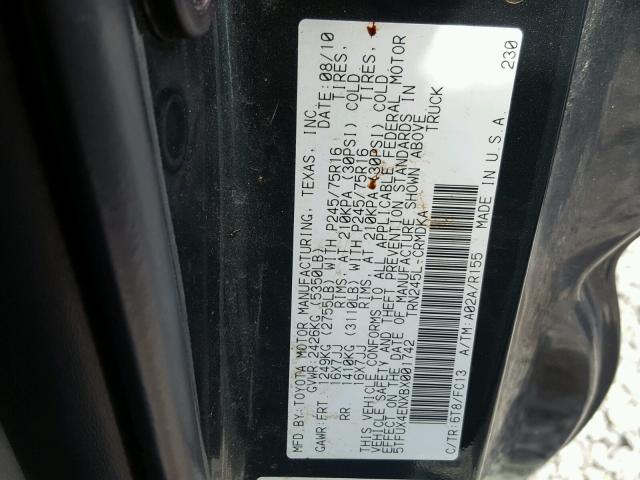 MFD.BY:TOYOTA MOTOR MANUFACTURING, TEXAS, INC. DATE:08/10
GVWR:2426KG (5350LB)
GAWR:FRT 1249KG (2755LB) WITH P245/75R16 TIRES,
16X7JJ RIMS AT 210KPA (30PSI) COLD
RR 1410KG (3110LB) WITH P245/75R16 TIRES,
16X7JJ RIMS AT 210KPA (30PSI) COLD
THIS VEHICLE CONFORMS TO ALL APPLICABLE FEDERAL MOTOR
VEHICLE SAFETY AND THEFT PREVENTION STANDARDS IN
EFFECT ON THE DATE OF MANUFACTURE SHOWN ABOVE.
5TFUX4ENXBX001742 TRN245L-CRMDKA TRUCK
C/TR:6T8/FC13 A/TM:A02A/R155 MADE IN U.S.A. 230